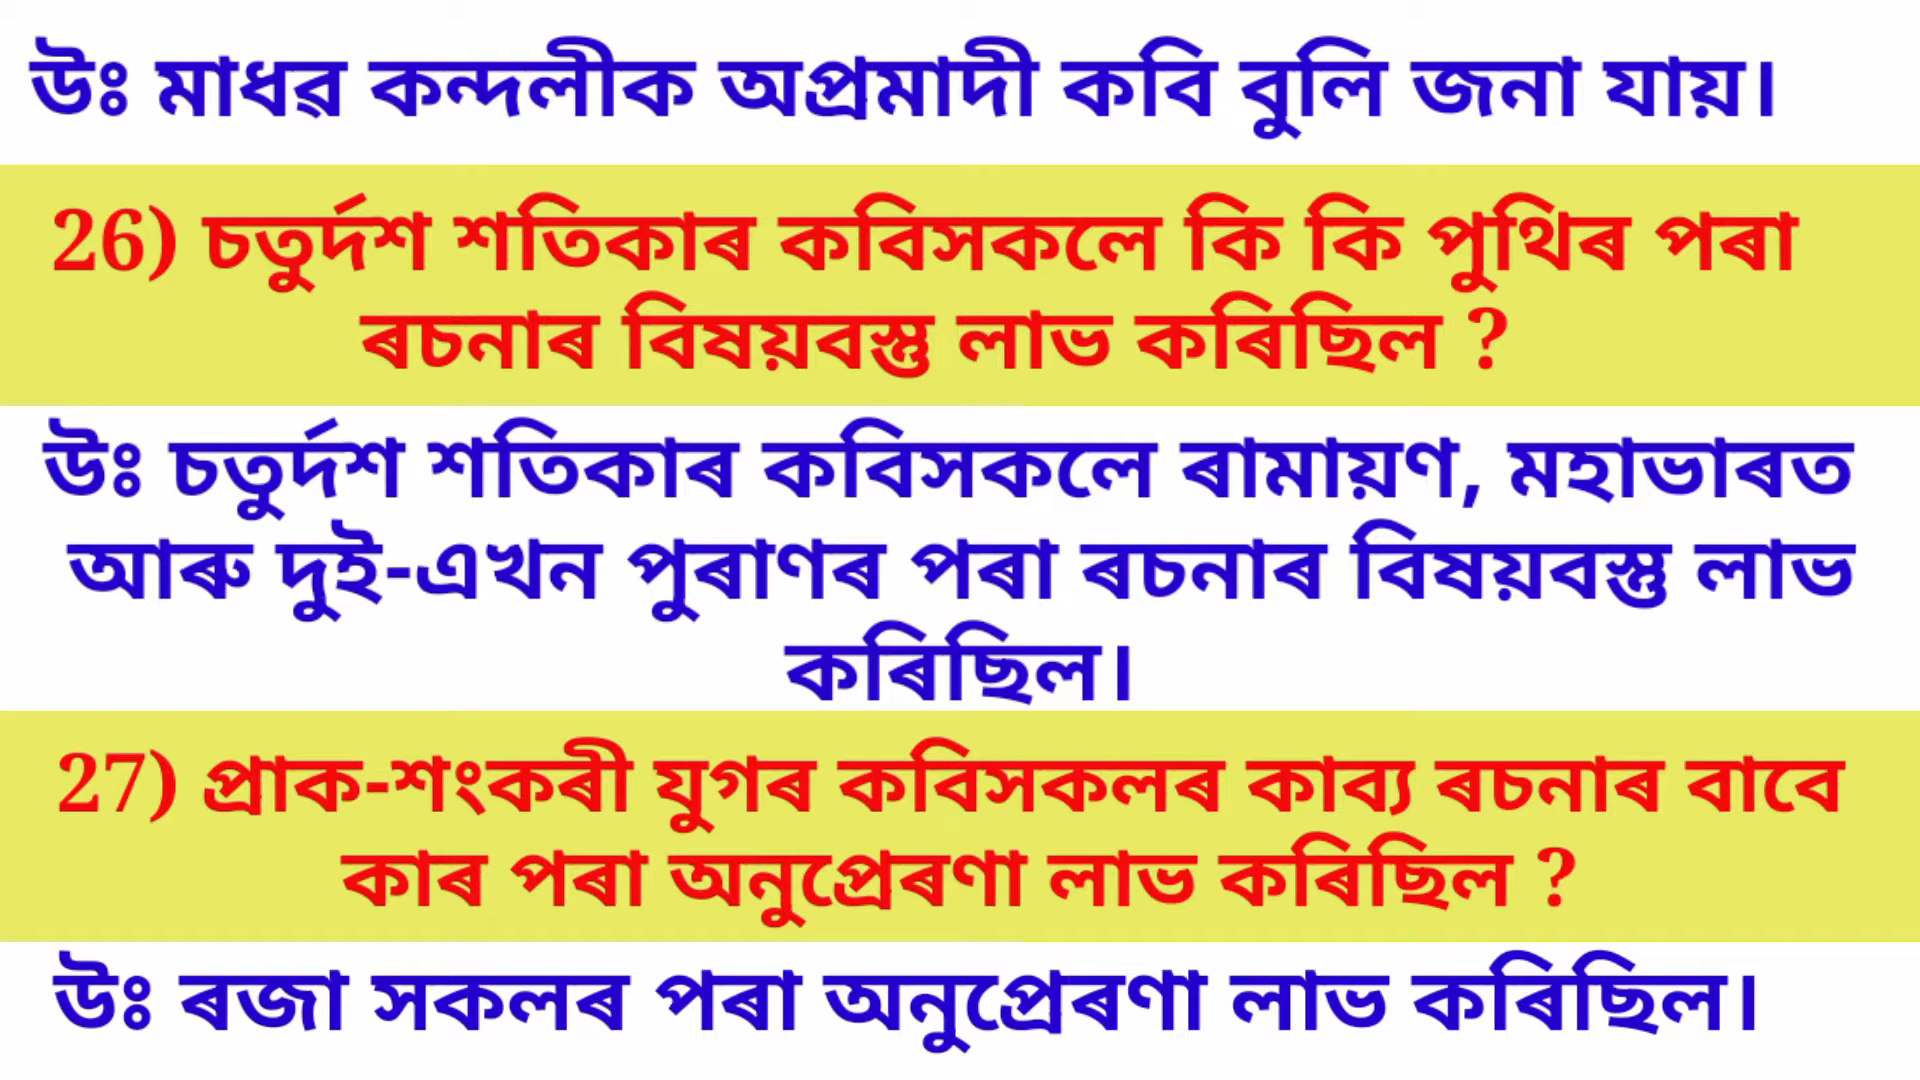 উঃ মাধৱ কন্দলীক অপ্ৰমাদী কবি বুলি জনা যায়।
26) চতুৰ্দশ শতিকাৰ কবিসকলে কি কি পুথিৰ পৰা
ৰচনাৰ বিষয়বস্তু লাভ কৰিছিল ?
উঃ চতুৰ্দশ শতিকাৰ কবিসকলে ৰামায়ণ, মহাভাৰত
আৰু দুই-এখন পুৰাণৰ পৰা ৰচনাৰ বিষয়বস্তু লাভ
কৰিছিল।
27) প্ৰাক-শংকৰী যুগৰ কবিসকলৰ কাব্য ৰচনাৰ বাবে
কাৰ পৰা অনুপ্ৰেৰণা লাভ কৰিছিল ?
উঃ ৰজা সকলৰ পৰা অনুপ্ৰেৰণা লাভ কৰিছিল।